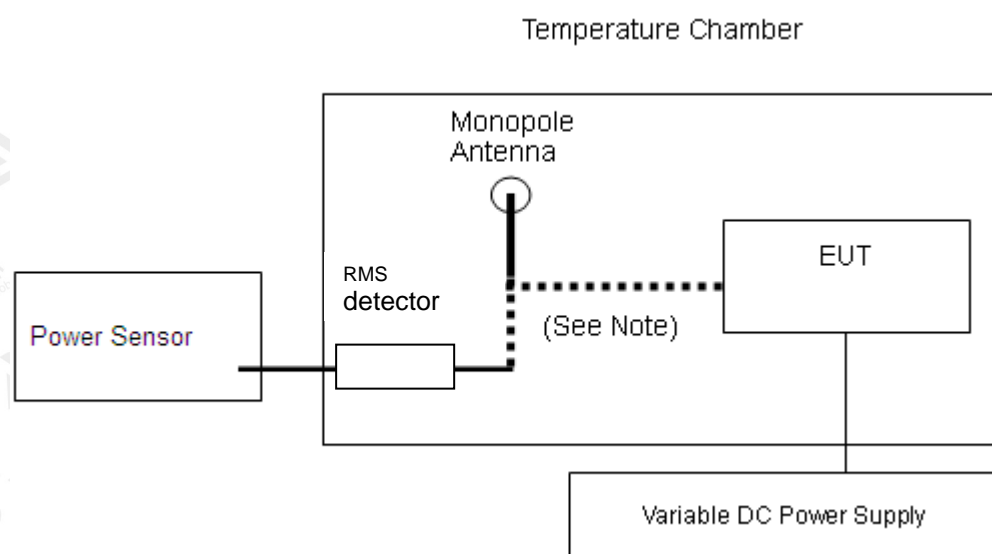 Temperature Chamber
Monopole
Antenna
EUT
RMS
detector
(See Note)
Power Sensor
Variable DC Power Supply